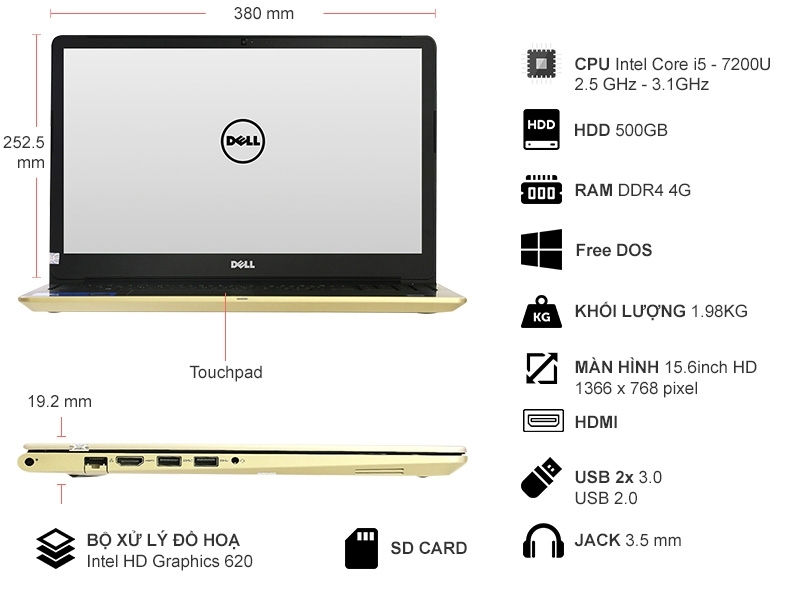 380 mm
252.5
mm
DELL
DELL
Touchpad
19.2 mm
CPU Intel Core i5 - 7200U
2.5 GHz - 3.1GHz
HDD
HDD 500GB
RAM DDR4 4G
Free DOS
KG
KHỐI LƯỢNG 1.98KG
MÀN HÌNH 15.6inch HD
1366 x 768 pixel
HDMI
USB 2x 3.0
USB 2.0
JACK 3.5 mm
BỘ XỬ LÝ ĐỒ HOẠ
Intel HD Graphics 620
SD CARD